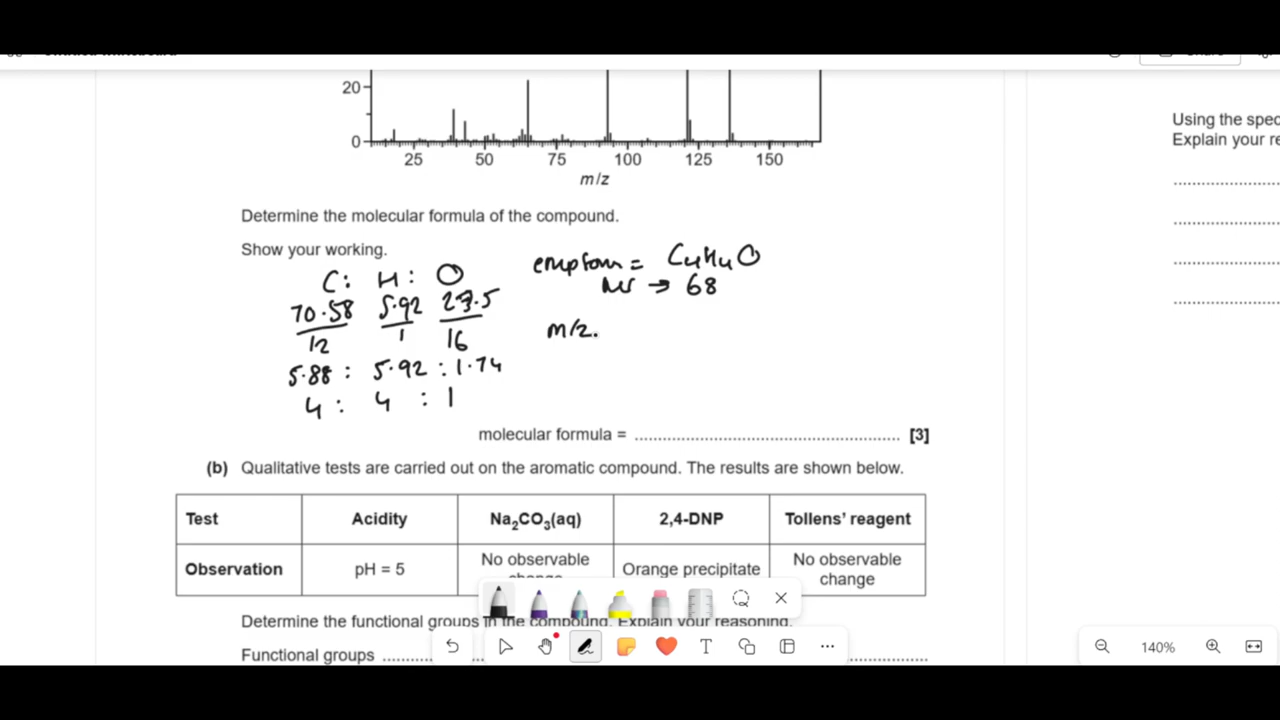 20
0
25 50 75 100 125 150
m/z
Using the spec
Explain your re
Determine the molecular formula of the compound.
Show your working.
C: H: O
70.58 5.92 23.5
12 1 16
5.88 : 5.92 : 1.74
4 : 4 : 1
emp form = C4H4O
Mr → 68
m/z.
molecular formula = .................................................. [3]
(b) Qualitative tests are carried out on the aromatic compound. The results are shown below.
Test Acidity Na₂CO₃(aq) 2,4-DNP Tollens’ reagent
Observation pH = 5 No observable change Orange precipitate No observable change
Determine the functional groups in the compound. Explain your reasoning.
Functional groups ..........
T
140%